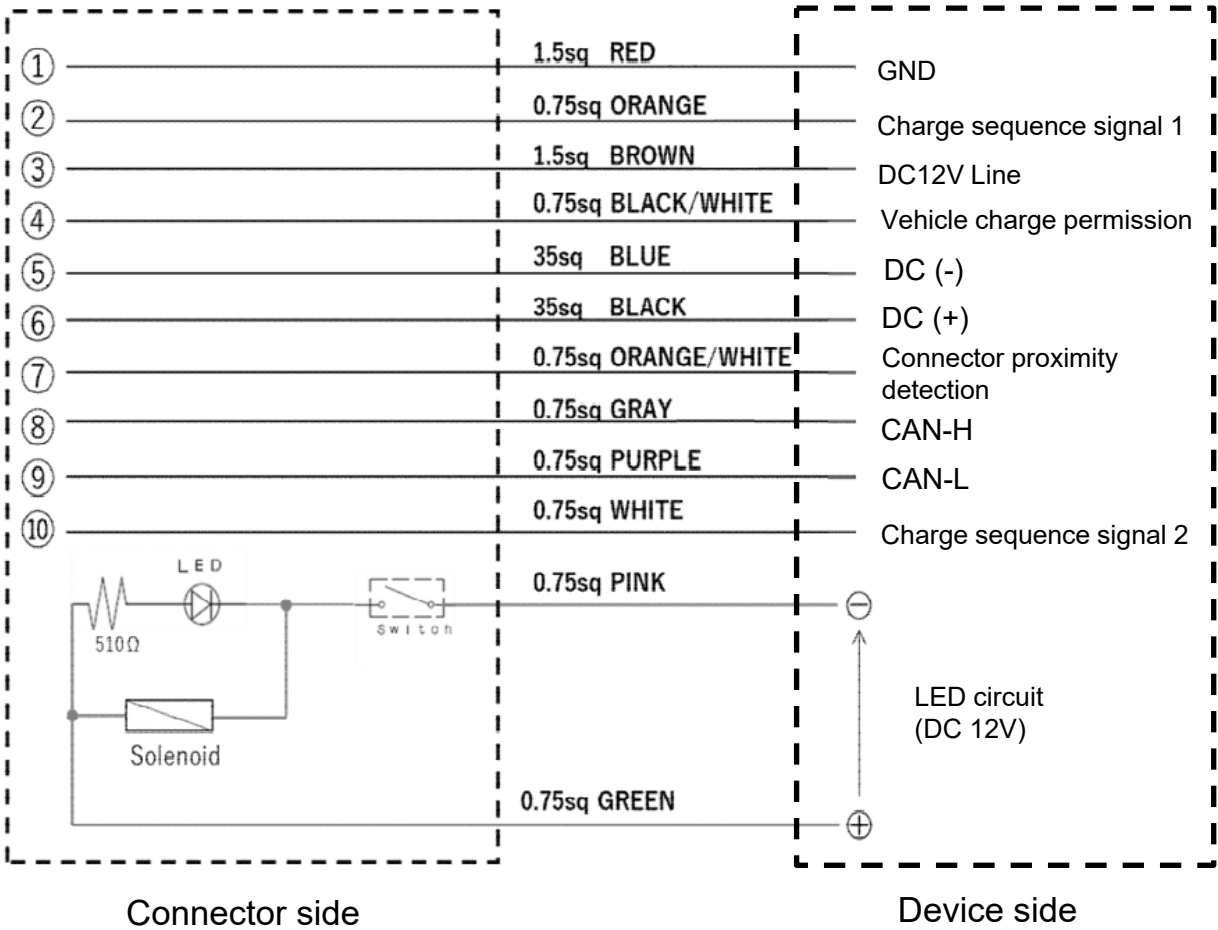 ① 1.5sq RED GND
② 0.75sq ORANGE Charge sequence signal 1
③ 1.5sq BROWN DC12V Line
④ 0.75sq BLACK/WHITE Vehicle charge permission
⑤ 35sq BLUE DC (-)
⑥ 35sq BLACK DC (+)
⑦ 0.75sq ORANGE/WHITE Connector proximity
detection
⑧ 0.75sq GRAY CAN-H
⑨ 0.75sq PURPLE CAN-L
⑩ 0.75sq WHITE Charge sequence signal 2
LED
0.75sq PINK
⊖
Switch
510Ω
LED circuit
(DC 12V)
Solenoid
0.75sq GREEN
⊕
Connector side
Device side